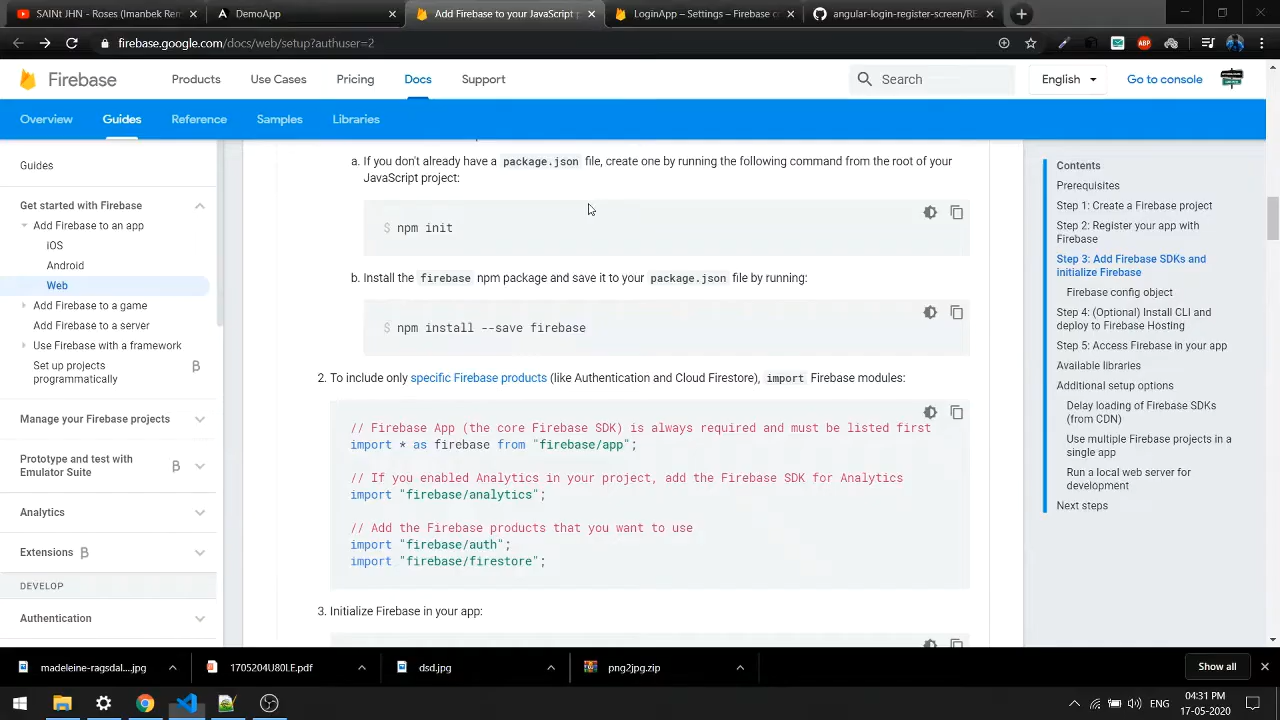 SAINt JHN - Roses (Imanbek Rem
DemoApp
Add Firebase to your JavaScript p
LoginApp – Settings – Firebase c
angular-login-register-screen/RE
firebase.google.com/docs/web/setup?authuser=2
ABP
Firebase
Products
Use Cases
Pricing
Docs
Support
Search
English
Go to console
Overview
Guides
Reference
Samples
Libraries
Guides
Get started with Firebase
Add Firebase to an app
iOS
Android
Web
Add Firebase to a game
Add Firebase to a server
Use Firebase with a framework
Set up projects
programmatically
β
Manage your Firebase projects
Prototype and test with
Emulator Suite
β
Analytics
Extensions β
DEVELOP
Authentication
a. If you don't already have a package.json file, create one by running the following command from the root of your
JavaScript project:
$ npm init
b. Install the firebase npm package and save it to your package.json file by running:
$ npm install --save firebase
2. To include only specific Firebase products (like Authentication and Cloud Firestore), import Firebase modules:
// Firebase App (the core Firebase SDK) is always required and must be listed first
import * as firebase from "firebase/app";
// If you enabled Analytics in your project, add the Firebase SDK for Analytics
import "firebase/analytics";
// Add the Firebase products that you want to use
import "firebase/auth";
import "firebase/firestore";
3. Initialize Firebase in your app:
Contents
Prerequisites
Step 1: Create a Firebase project
Step 2: Register your app with
Firebase
Step 3: Add Firebase SDKs and
initialize Firebase
Firebase config object
Step 4: (Optional) Install CLI and
deploy to Firebase Hosting
Step 5: Access Firebase in your app
Available libraries
Additional setup options
Delay loading of Firebase SDKs
(from CDN)
Use multiple Firebase projects in a
single app
Run a local web server for
development
Next steps
madeleine-ragsdal....jpg
1705204U80LE.pdf
dsd.jpg
png2jpg.zip
Show all
ENG
04:31 PM
17-05-2020